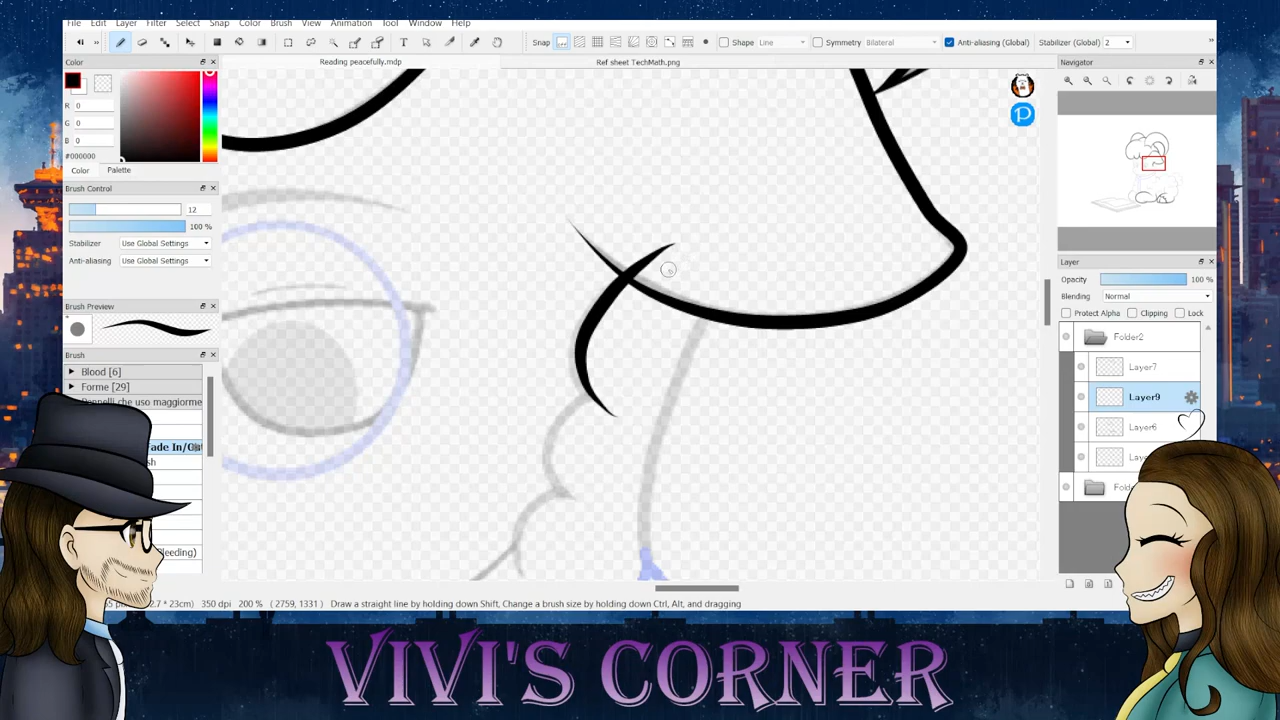 File Edit Layer Filter Select Snap Color Brush View Animation Tool Window Help
Snap Shape Line Symmetry Bilateral Anti-aliasing (Global) Stabilizer (Global) 2
Color
Reading peacefully.mdp
Ref sheet TechMath.png
Navigator
R 0
G 0
B 0
#000000
Color Palette
Brush Control
12
100 %
Stabilizer Use Global Settings
Anti-aliasing Use Global Settings
Brush Preview
Brush
Blood [6]
Forme [29]
Pennelli che uso maggiorme
ade In/Out
Bleeding)
Layer
Opacity 100 %
Blending Normal
Protect Alpha Clipping Lock
Folder2
Layer7
Layer9
Layer6
350 dpi 200 % ( 2759, 1331 ) Draw a straight line by holding down Shift, Change a brush size by holding down Ctrl, Alt, and dragging
VIVI'S CORNER